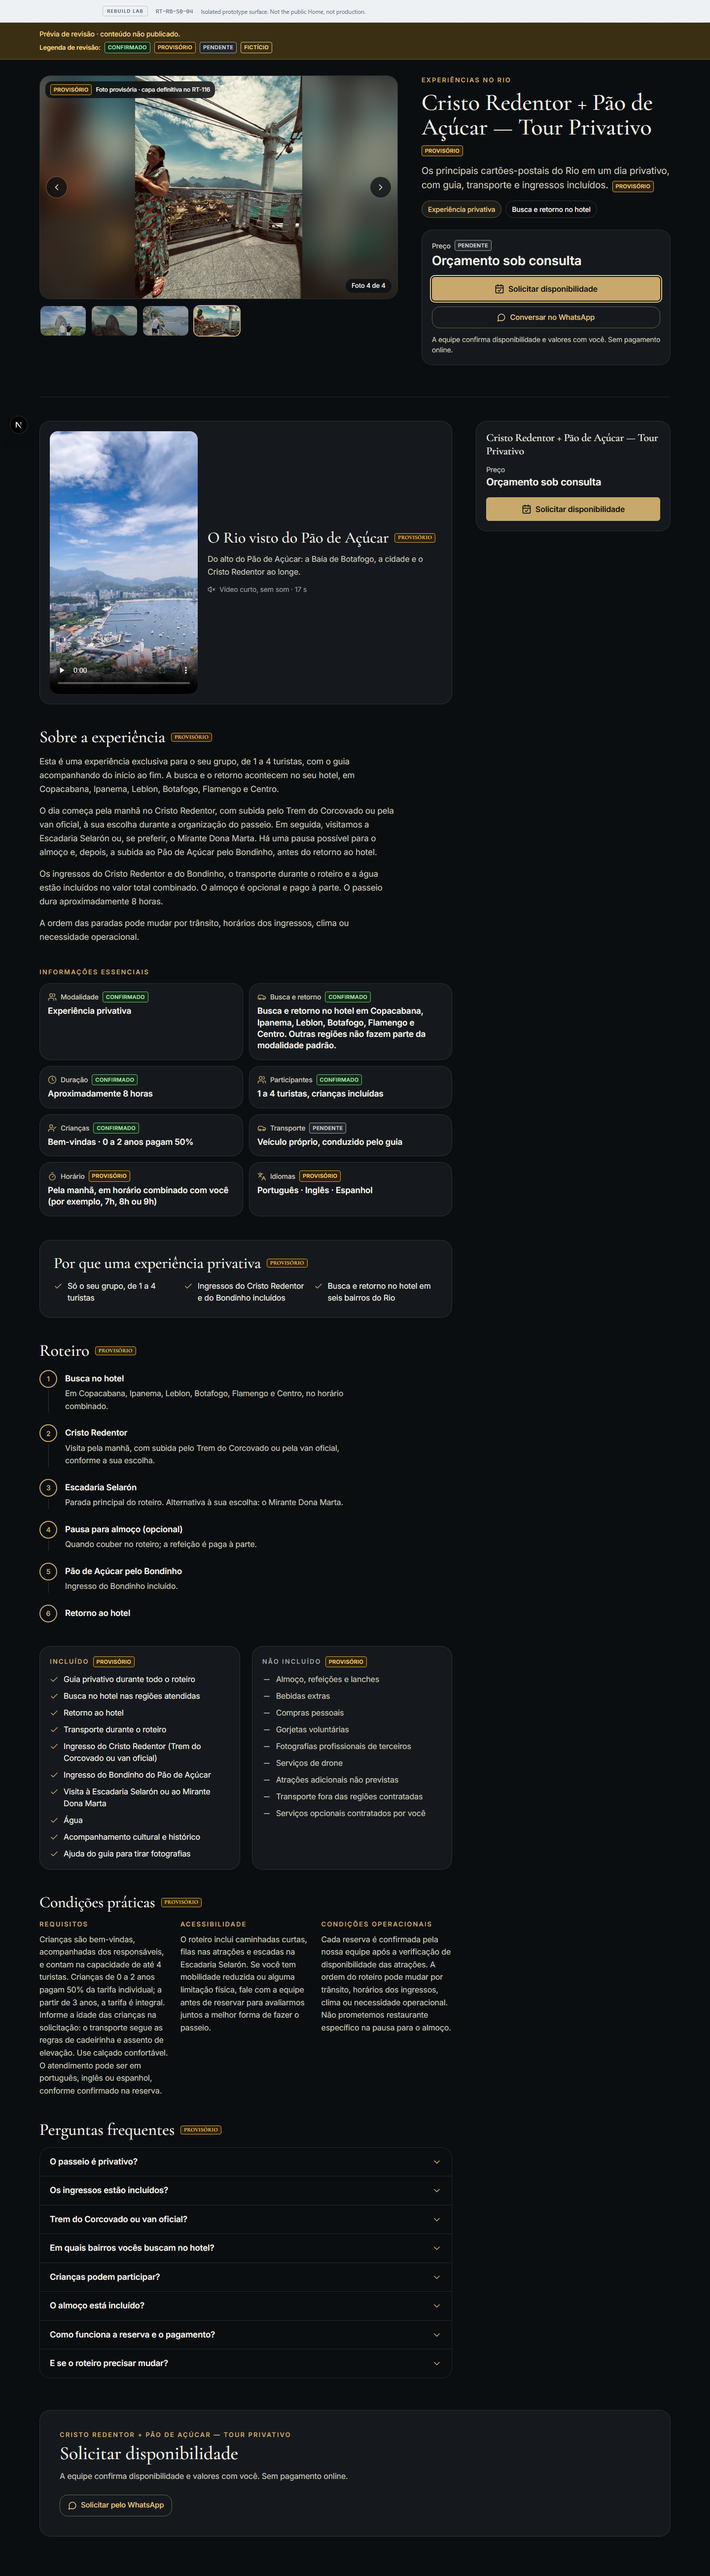 REBUILD LAB RT-RB-S0-04 Isolated prototype surface. Not the public Home, not production.
Prévia de revisão · conteúdo não publicado.
Legenda de revisão: CONFIRMADO PROVISÓRIO PENDENTE FICTÍCIO
PROVISÓRIO Foto provisória · capa definitiva no RT-116
Foto 4 de 4
EXPERIÊNCIAS NO RIO
Cristo Redentor + Pão de
Açúcar — Tour Privativo
PROVISÓRIO
Os principais cartões-postais do Rio em um dia privativo,
com guia, transporte e ingressos incluídos. PROVISÓRIO
Experiência privativa Busca e retorno no hotel
Preço PENDENTE
Orçamento sob consulta
Solicitar disponibilidade
Conversar no WhatsApp
A equipe confirma disponibilidade e valores com você. Sem pagamento
online.
N
0:00
O Rio visto do Pão de Açúcar PROVISÓRIO
Do alto do Pão de Açúcar: a Baía de Botafogo, a cidade e o
Cristo Redentor ao longe.
Vídeo curto, sem som · 17 s
Cristo Redentor + Pão de Açúcar — Tour
Privativo
Preço
Orçamento sob consulta
Solicitar disponibilidade
Sobre a experiência PROVISÓRIO
Esta é uma experiência exclusiva para o seu grupo, de 1 a 4 turistas, com o guia
acompanhando do início ao fim. A busca e o retorno acontecem no seu hotel, em
Copacabana, Ipanema, Leblon, Botafogo, Flamengo e Centro.
O dia começa pela manhã no Cristo Redentor, com subida pelo Trem do Corcovado ou pela
van oficial, à sua escolha durante a organização do passeio. Em seguida, visitamos a
Escadaria Selarón ou, se preferir, o Mirante Dona Marta. Há uma pausa possível para o
almoço e, depois, a subida ao Pão de Açúcar pelo Bondinho, antes do retorno ao hotel.
Os ingressos do Cristo Redentor e do Bondinho, o transporte durante o roteiro e a água
estão incluídos no valor total combinado. O almoço é opcional e pago à parte. O passeio
dura aproximadamente 8 horas.
A ordem das paradas pode mudar por trânsito, horários dos ingressos, clima ou
necessidade operacional.
INFORMAÇÕES ESSENCIAIS
Modalidade CONFIRMADO
Experiência privativa
Busca e retorno CONFIRMADO
Busca e retorno no hotel em Copacabana,
Ipanema, Leblon, Botafogo, Flamengo e
Centro. Outras regiões não fazem parte da
modalidade padrão.
Duração CONFIRMADO
Aproximadamente 8 horas
Participantes CONFIRMADO
1 a 4 turistas, crianças incluídas
Crianças CONFIRMADO
Bem-vindas · 0 a 2 anos pagam 50%
Transporte PENDENTE
Veículo próprio, conduzido pelo guia
Horário PROVISÓRIO
Pela manhã, em horário combinado com você
(por exemplo, 7h, 8h ou 9h)
Idiomas PROVISÓRIO
Português · Inglês · Espanhol
Por que uma experiência privativa PROVISÓRIO
Só o seu grupo, de 1 a 4
turistas
Ingressos do Cristo Redentor
e do Bondinho incluídos
Busca e retorno no hotel em
seis bairros do Rio
Roteiro PROVISÓRIO
1 Busca no hotel
Em Copacabana, Ipanema, Leblon, Botafogo, Flamengo e Centro, no horário
combinado.
2 Cristo Redentor
Visita pela manhã, com subida pelo Trem do Corcovado ou pela van oficial,
conforme a sua escolha.
3 Escadaria Selarón
Parada principal do roteiro. Alternativa à sua escolha: o Mirante Dona Marta.
4 Pausa para almoço (opcional)
Quando couber no roteiro; a refeição é paga à parte.
5 Pão de Açúcar pelo Bondinho
Ingresso do Bondinho incluído.
6 Retorno ao hotel
INCLUÍDO PROVISÓRIO
Guia privativo durante todo o roteiro
Busca no hotel nas regiões atendidas
Retorno ao hotel
Transporte durante o roteiro
Ingresso do Cristo Redentor (Trem do
Corcovado ou van oficial)
Ingresso do Bondinho do Pão de Açúcar
Visita à Escadaria Selarón ou ao Mirante
Dona Marta
Água
Acompanhamento cultural e histórico
Ajuda do guia para tirar fotografias
NÃO INCLUÍDO PROVISÓRIO
— Almoço, refeições e lanches
— Bebidas extras
— Compras pessoais
— Gorjetas voluntárias
— Fotografias profissionais de terceiros
— Serviços de drone
— Atrações adicionais não previstas
— Transporte fora das regiões contratadas
— Serviços opcionais contratados por você
Condições práticas PROVISÓRIO
REQUISITOS
Crianças são bem-vindas,
acompanhadas dos responsáveis,
e contam na capacidade de até 4
turistas. Crianças de 0 a 2 anos
pagam 50% da tarifa individual; a
partir de 3 anos, a tarifa é integral.
Informe a idade das crianças na
solicitação: o transporte segue as
regras de cadeirinha e assento de
elevação. Use calçado confortável.
O atendimento pode ser em
português, inglês ou espanhol,
conforme confirmado na reserva.
ACESSIBILIDADE
O roteiro inclui caminhadas curtas,
filas nas atrações e escadas na
Escadaria Selarón. Se você tem
mobilidade reduzida ou alguma
limitação física, fale com a equipe
antes de reservar para avaliarmos
juntos a melhor forma de fazer o
passeio.
CONDIÇÕES OPERACIONAIS
Cada reserva é confirmada pela
nossa equipe após a verificação de
disponibilidade das atrações. A
ordem do roteiro pode mudar por
trânsito, horários dos ingressos,
clima ou necessidade operacional.
Não prometemos restaurante
específico na pausa para o almoço.
Perguntas frequentes PROVISÓRIO
O passeio é privativo?
Os ingressos estão incluídos?
Trem do Corcovado ou van oficial?
Em quais bairros vocês buscam no hotel?
Crianças podem participar?
O almoço está incluído?
Como funciona a reserva e o pagamento?
E se o roteiro precisar mudar?
CRISTO REDENTOR + PÃO DE AÇÚCAR — TOUR PRIVATIVO
Solicitar disponibilidade
A equipe confirma disponibilidade e valores com você. Sem pagamento online.
Solicitar pelo WhatsApp